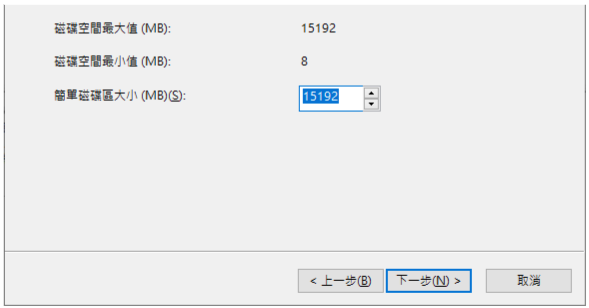 磁碟空間最大值 (MB): 15192
磁碟空間最小值 (MB): 8
簡單磁碟區大小 (MB)(S): 15192
< 上一步(B) 下一步(N) > 取消